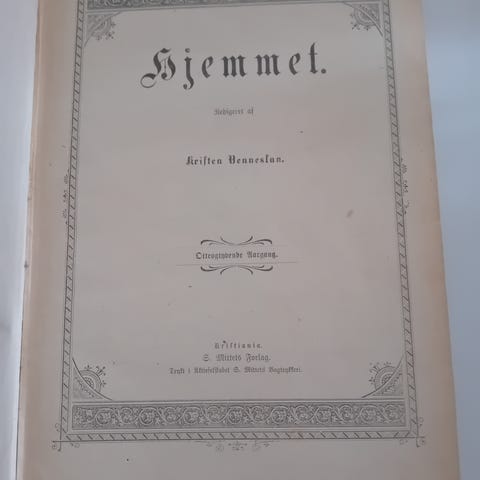 Hjemmet.
Redigeret af
Kristen Venneslan.
Otteogtyvende Aargang.
Kristiania.
S. Mittets Forlag.
Trykt i Aktieselskabet S. Mittets Bogtrykkeri.